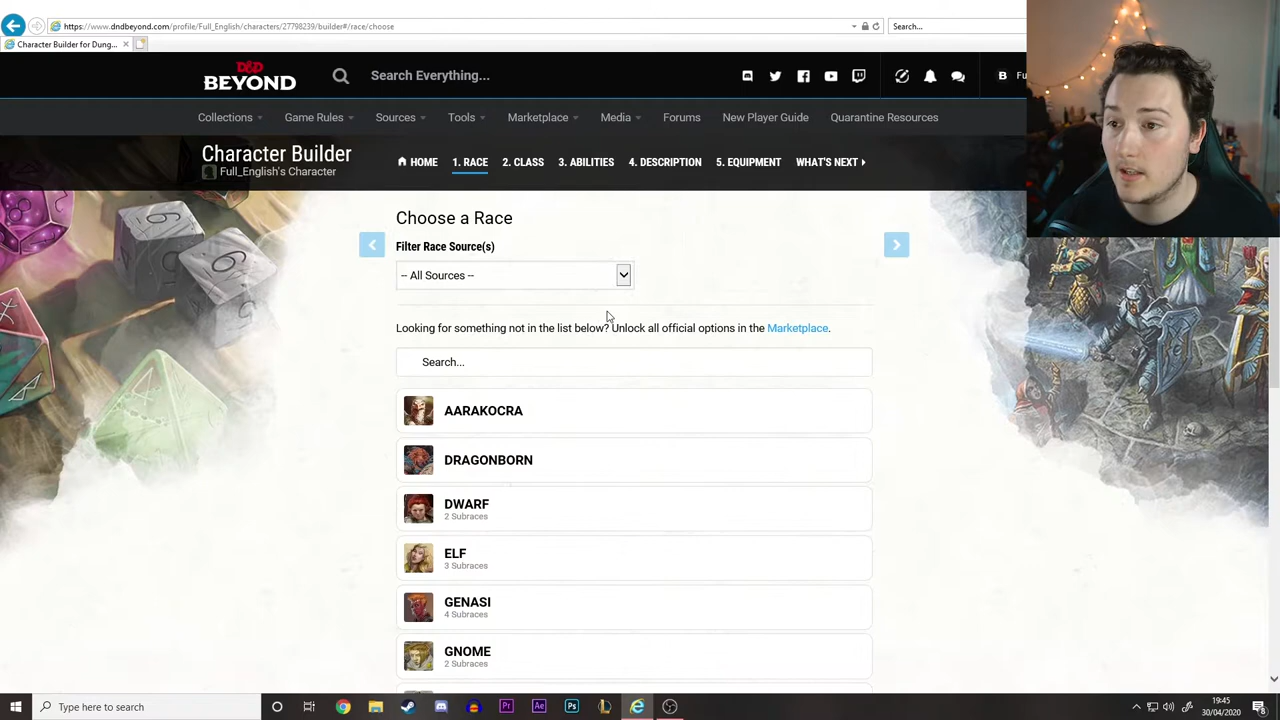 https://www.dndbeyond.com/profile/Full_English/characters/27798239/builder#/race/choose
Search...
Character Builder for Dung...
D&D BEYOND
Search Everything...
B Fu
Collections
Game Rules
Sources
Tools
Marketplace
Media
Forums
New Player Guide
Quarantine Resources
Character Builder
Full_English's Character
HOME
1. RACE
2. CLASS
3. ABILITIES
4. DESCRIPTION
5. EQUIPMENT
WHAT'S NEXT
Choose a Race
Filter Race Source(s)
-- All Sources --
Looking for something not in the list below? Unlock all official options in the Marketplace.
Search...
AARAKOCRA
DRAGONBORN
DWARF
2 Subraces
ELF
3 Subraces
GENASI
4 Subraces
GNOME
2 Subraces
Type here to search
Pr
Ae
Ps
19:45
30/04/2020
8